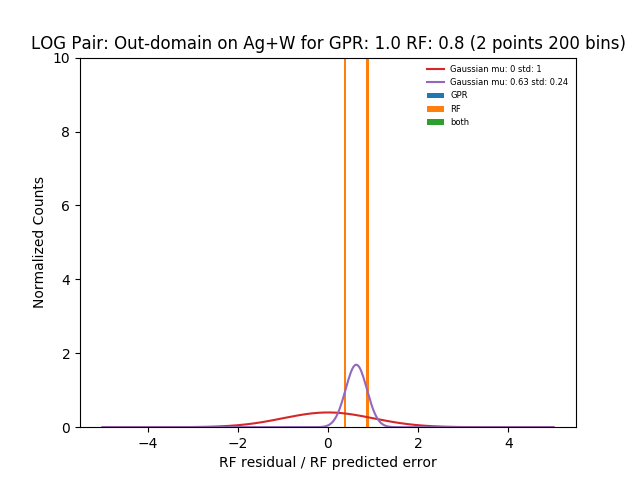 LOG Pair: Out-domain on Ag+W for GPR: 1.0 RF: 0.8 (2 points 200 bins)
Gaussian mu: 0 std: 1
Gaussian mu: 0.63 std: 0.24
GPR
RF
both
Normalized Counts
10
8
6
4
2
0
−4 −2 0 2 4
RF residual / RF predicted error